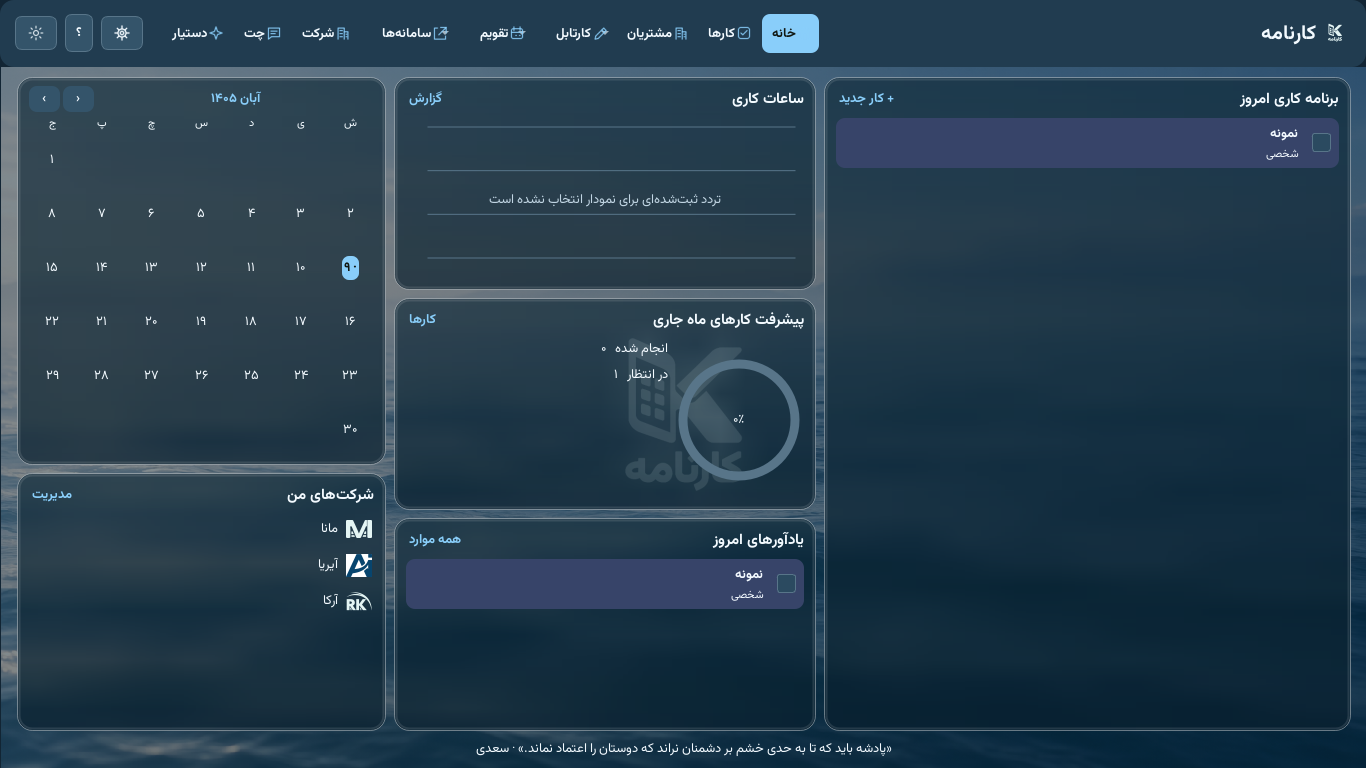 کارنامه
خانه
کارها
مشتریان
کارتابل
تقویم
سامانه‌ها
شرکت
چت
دستیار
؟
برنامه کاری امروز
+ کار جدید
نمونه
شخصی
ساعات کاری
گزارش
تردد ثبت‌شده‌ای برای نمودار انتخاب نشده است
پیشرفت کارهای ماه جاری
کارها
انجام شده ۰
در انتظار ۱
۰٪
کارنامه
یادآورهای امروز
همه موارد
نمونه
شخصی
آبان ۱۴۰۵
‹ ›
ش ی د س چ پ ج
۱
۲ ۳ ۴ ۵ ۶ ۷ ۸
۹ ۱۰ ۱۱ ۱۲ ۱۳ ۱۴ ۱۵
۱۶ ۱۷ ۱۸ ۱۹ ۲۰ ۲۱ ۲۲
۲۳ ۲۴ ۲۵ ۲۶ ۲۷ ۲۸ ۲۹
۳۰
شرکت‌های من
مدیریت
مانا
آیریا
آرکا
RK
«پادشه باید که تا به حدی خشم بر دشمنان نراند که دوستان را اعتماد نماند.» · سعدی